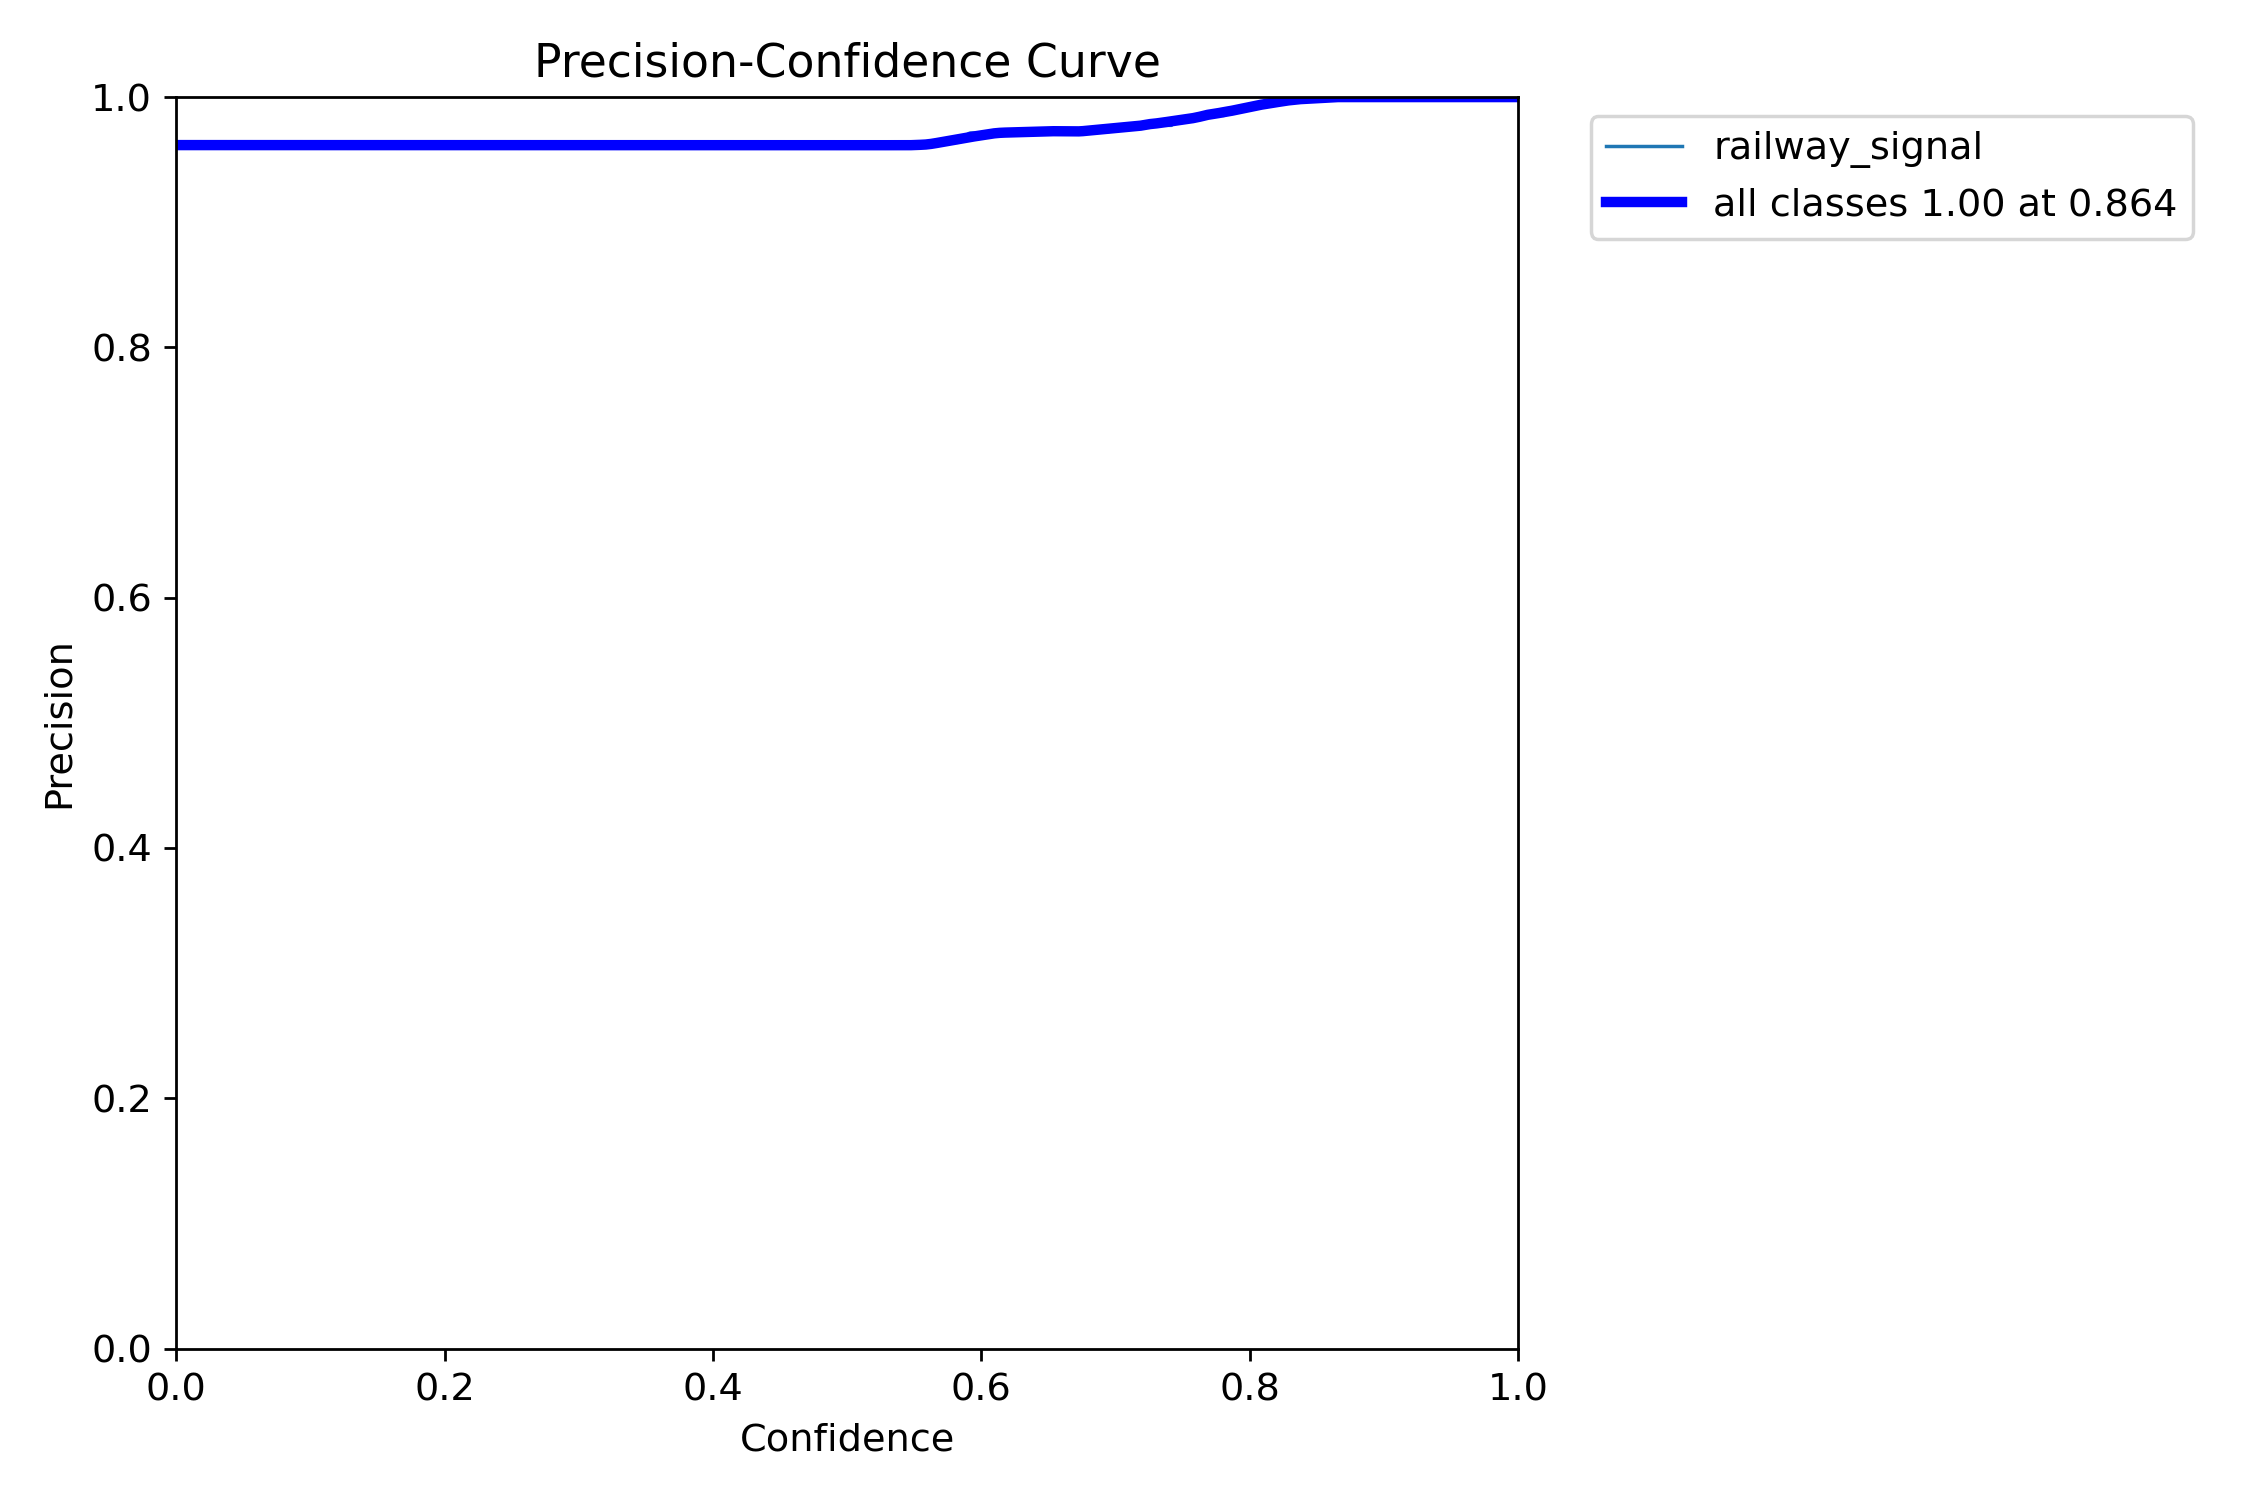 Precision-Confidence Curve
1.0
0.8
0.6
0.4
0.2
0.0
Precision
0.0 0.2 0.4 0.6 0.8 1.0
Confidence
railway_signal
all classes 1.00 at 0.864